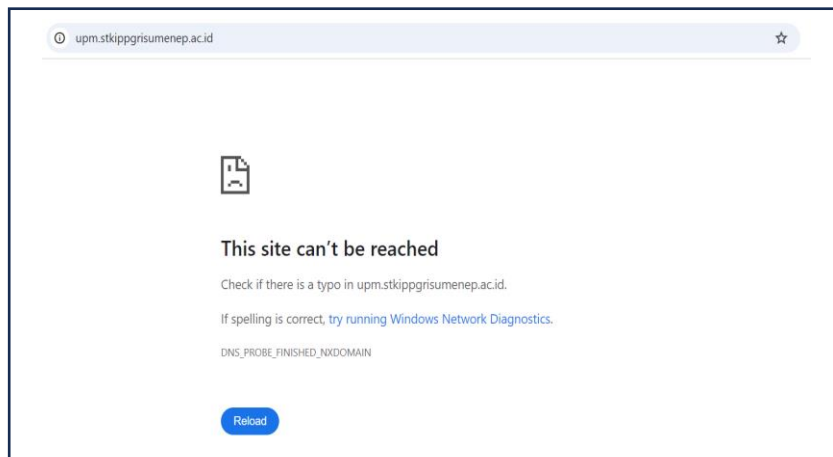 upm.stkippgrisumenep.ac.id
This site can't be reached
Check if there is a typo in upm.stkippgrisumenep.ac.id.
If spelling is correct, try running Windows Network Diagnostics.
DNS_PROBE_FINISHED_NXDOMAIN
Reload